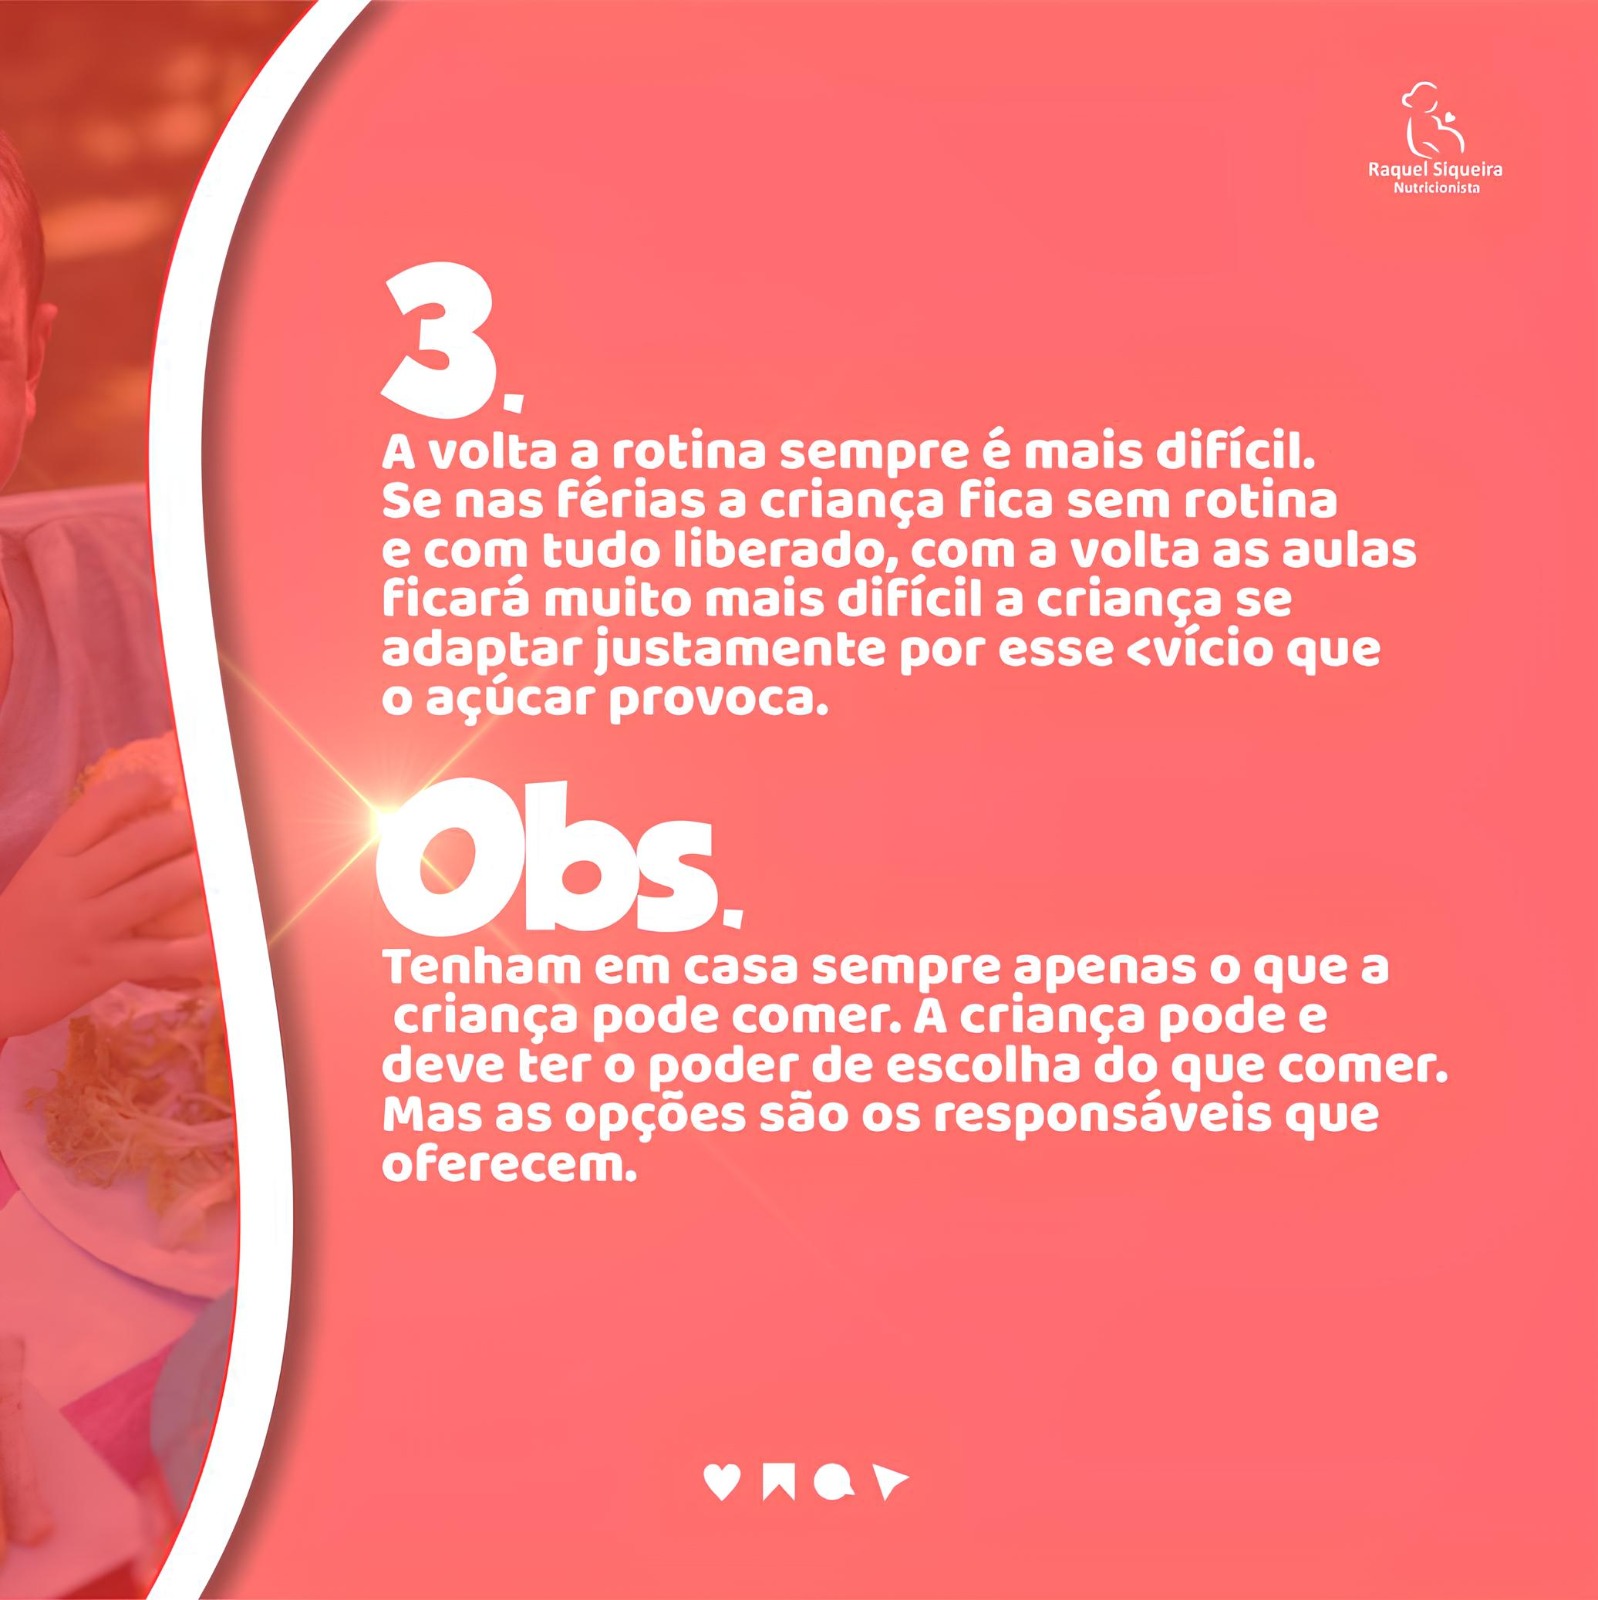 Raquel Siqueira
Nutricionista
3.
A volta a rotina sempre é mais difícil.
Se nas férias a criança fica sem rotina
e com tudo liberado, com a volta as aulas
ficará muito mais difícil a criança se
adaptar justamente por esse <vício que
o açúcar provoca.
Obs.
Tenham em casa sempre apenas o que a
criança pode comer. A criança pode e
deve ter o poder de escolha do que comer.
Mas as opções são os responsáveis que
oferecem.